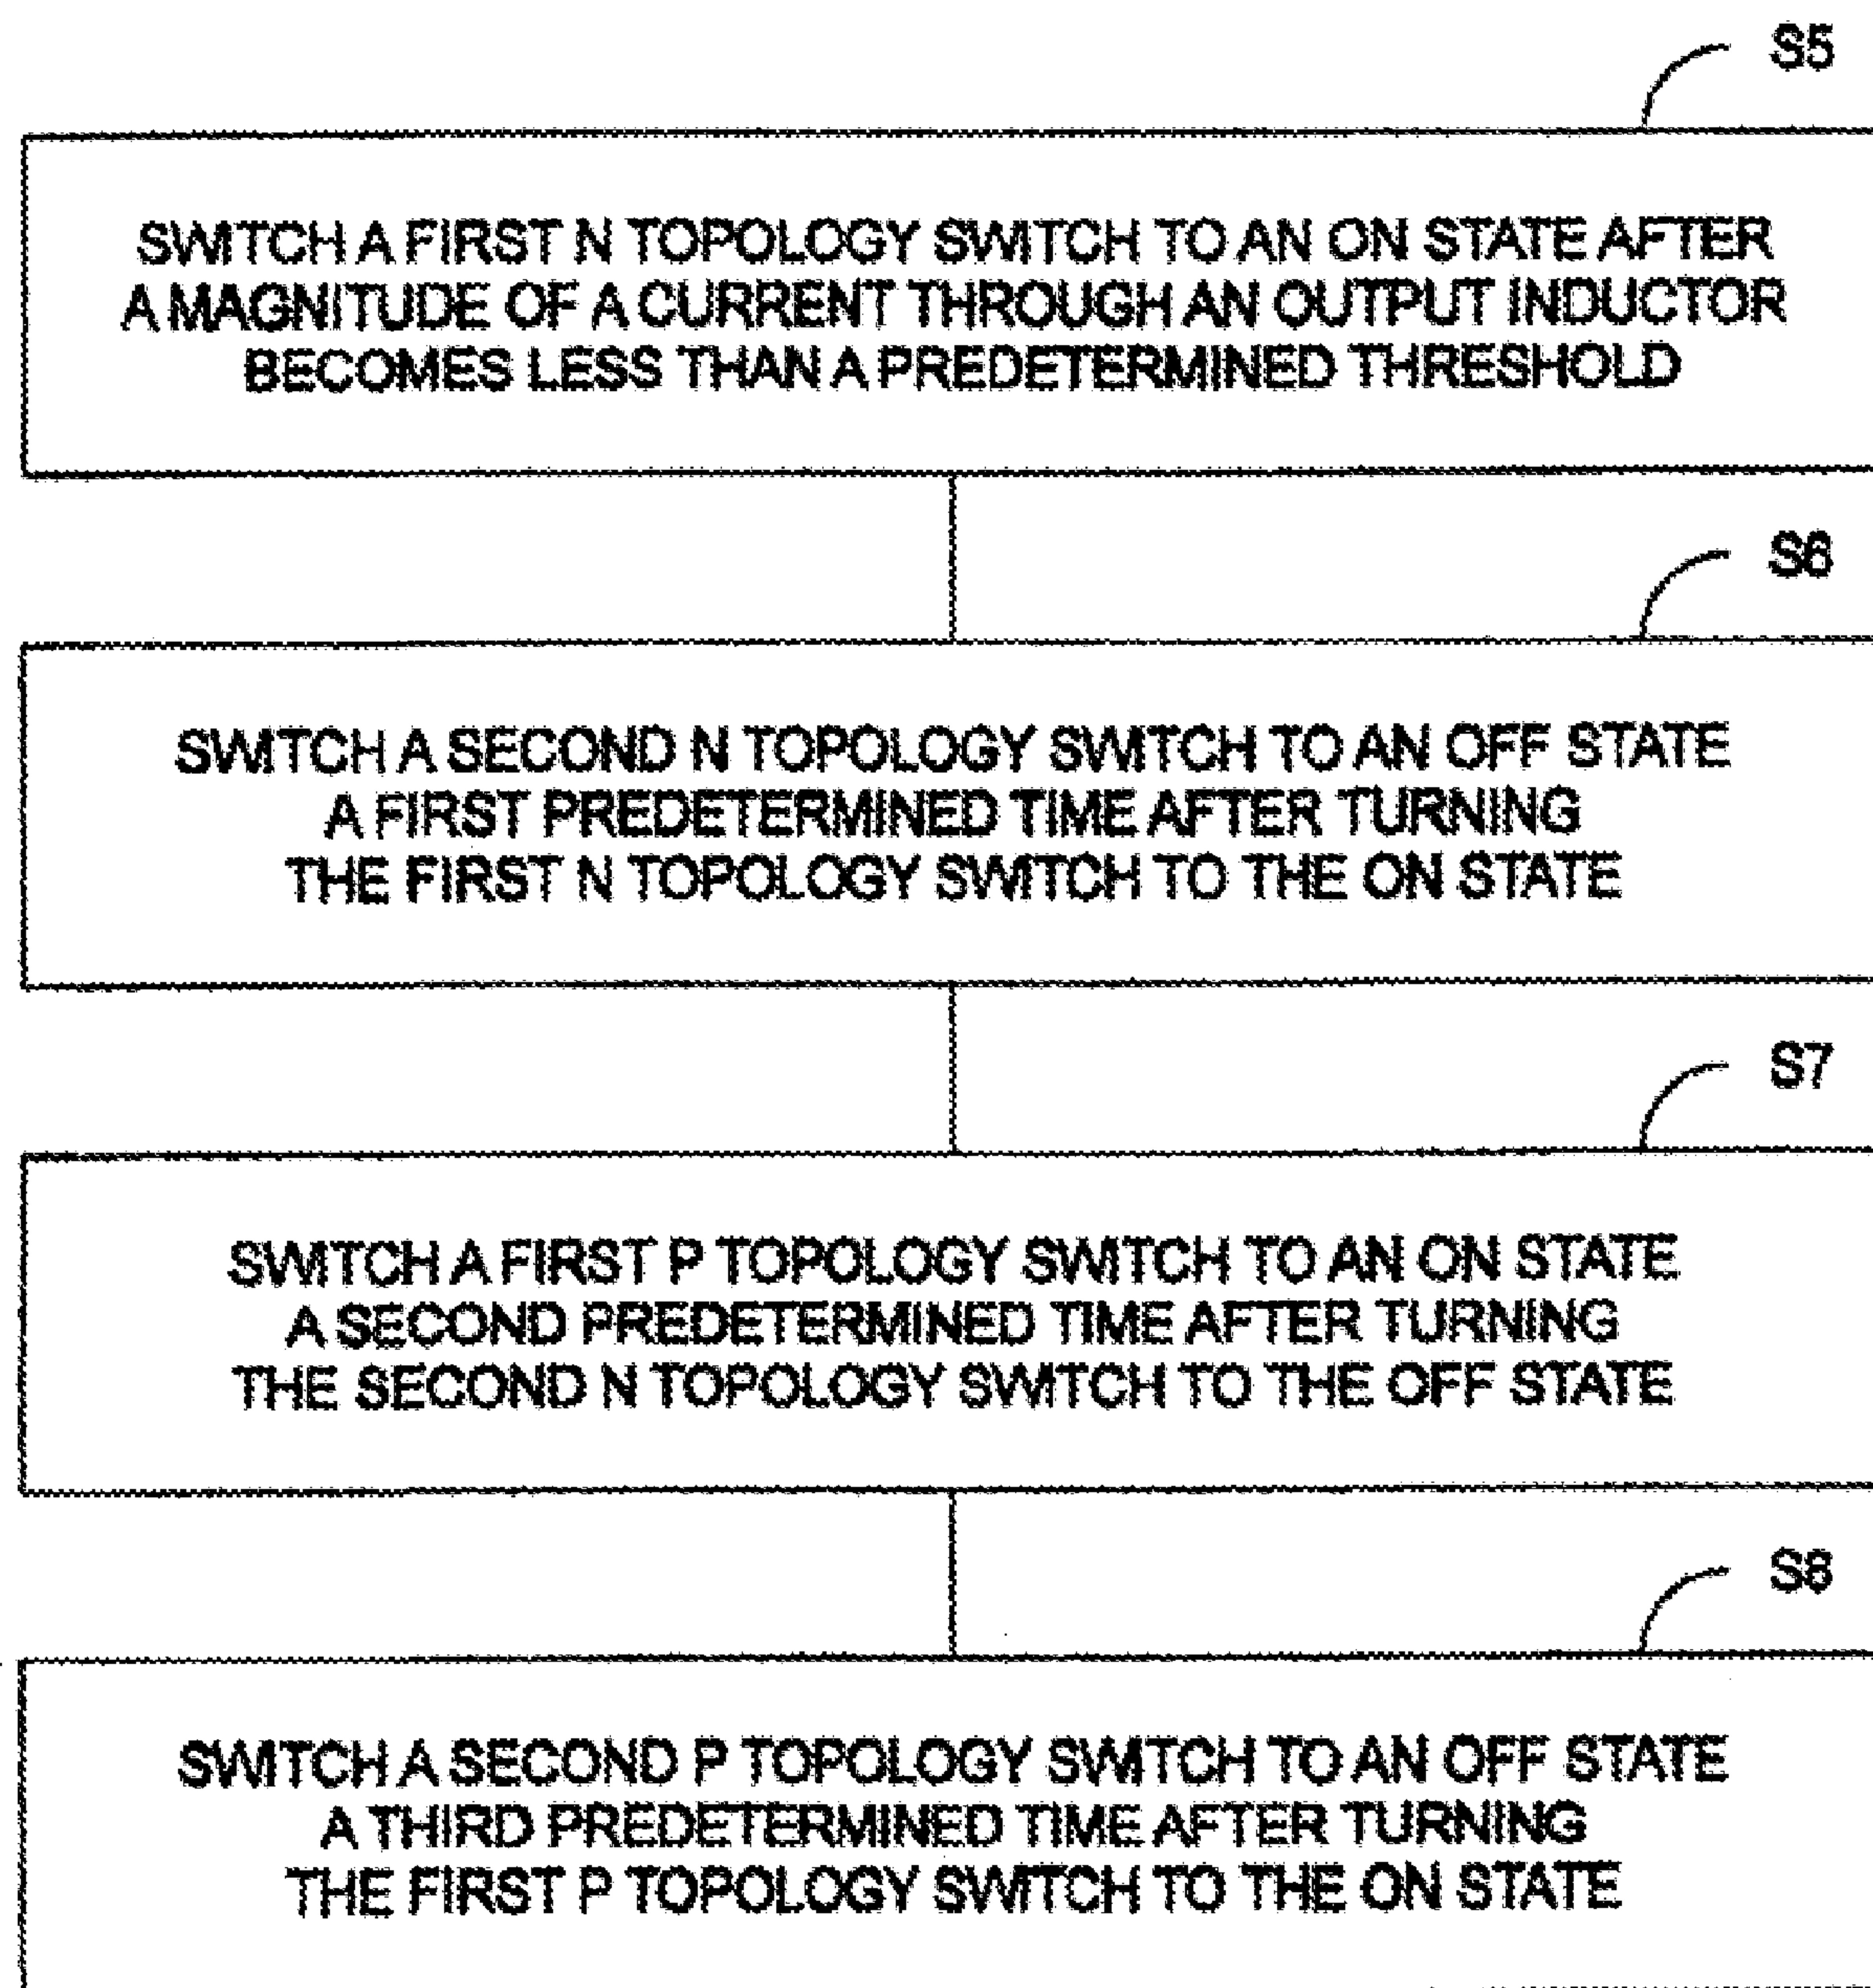 S5
SWITCH A FIRST N TOPOLOGY SWITCH TO AN ON STATE AFTER
A MAGNITUDE OF A CURRENT THROUGH AN OUTPUT INDUCTOR
BECOMES LESS THAN A PREDETERMINED THRESHOLD
S6
SWITCH A SECOND N TOPOLOGY SWITCH TO AN OFF STATE
A FIRST PREDETERMINED TIME AFTER TURNING
THE FIRST N TOPOLOGY SWITCH TO THE ON STATE
S7
SWITCH A FIRST P TOPOLOGY SWITCH TO AN ON STATE
A SECOND PREDETERMINED TIME AFTER TURNING
THE SECOND N TOPOLOGY SWITCH TO THE OFF STATE
S8
SWITCH A SECOND P TOPOLOGY SWITCH TO AN OFF STATE
A THIRD PREDETERMINED TIME AFTER TURNING
THE FIRST P TOPOLOGY SWITCH TO THE ON STATE